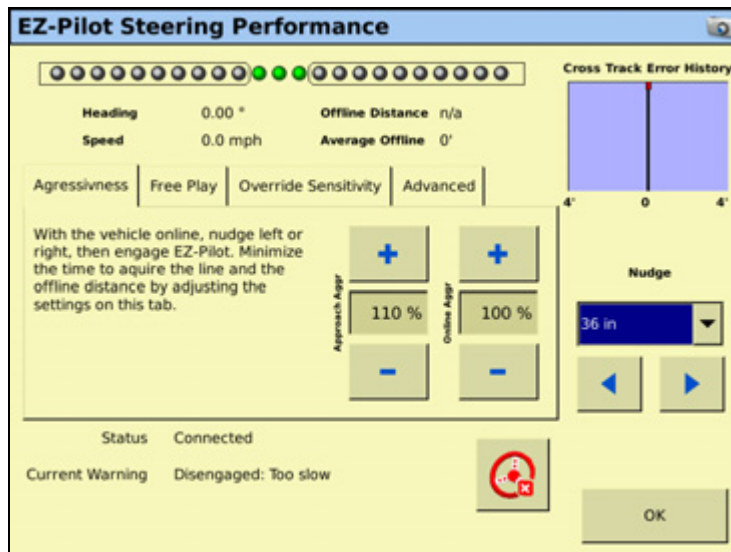 EZ-Pilot Steering Performance
Cross Track Error History
Heading 0.00 ° Offline Distance n/a
Speed 0.0 mph Average Offline 0'
4' 0 4'
Agressivness Free Play Override Sensitivity Advanced
With the vehicle online, nudge left or
right, then engage EZ-Pilot. Minimize
the time to aquire the line and the
offline distance by adjusting the
settings on this tab.
Approach Aggr
+
110 %
-
Online Aggr
+
100 %
-
Nudge
36 in
Status Connected
Current Warning Disengaged: Too slow
OK